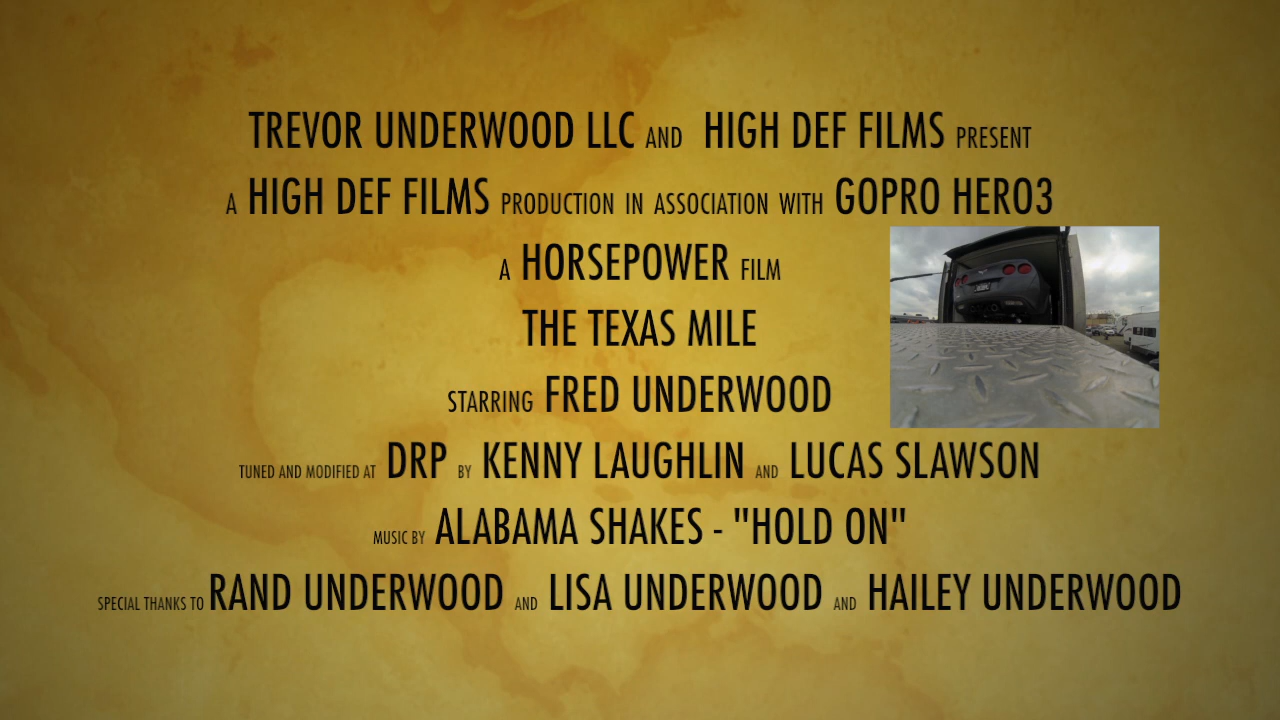 TREVOR UNDERWOOD LLC AND HIGH DEF FILMS PRESENT
A HIGH DEF FILMS PRODUCTION IN ASSOCIATION WITH GOPRO HERO3
A HORSEPOWER FILM
THE TEXAS MILE
STARRING FRED UNDERWOOD
TUNED AND MODIFIED AT DRP BY KENNY LAUGHLIN AND LUCAS SLAWSON
MUSIC BY ALABAMA SHAKES - "HOLD ON"
SPECIAL THANKS TO RAND UNDERWOOD AND LISA UNDERWOOD AND HAILEY UNDERWOOD